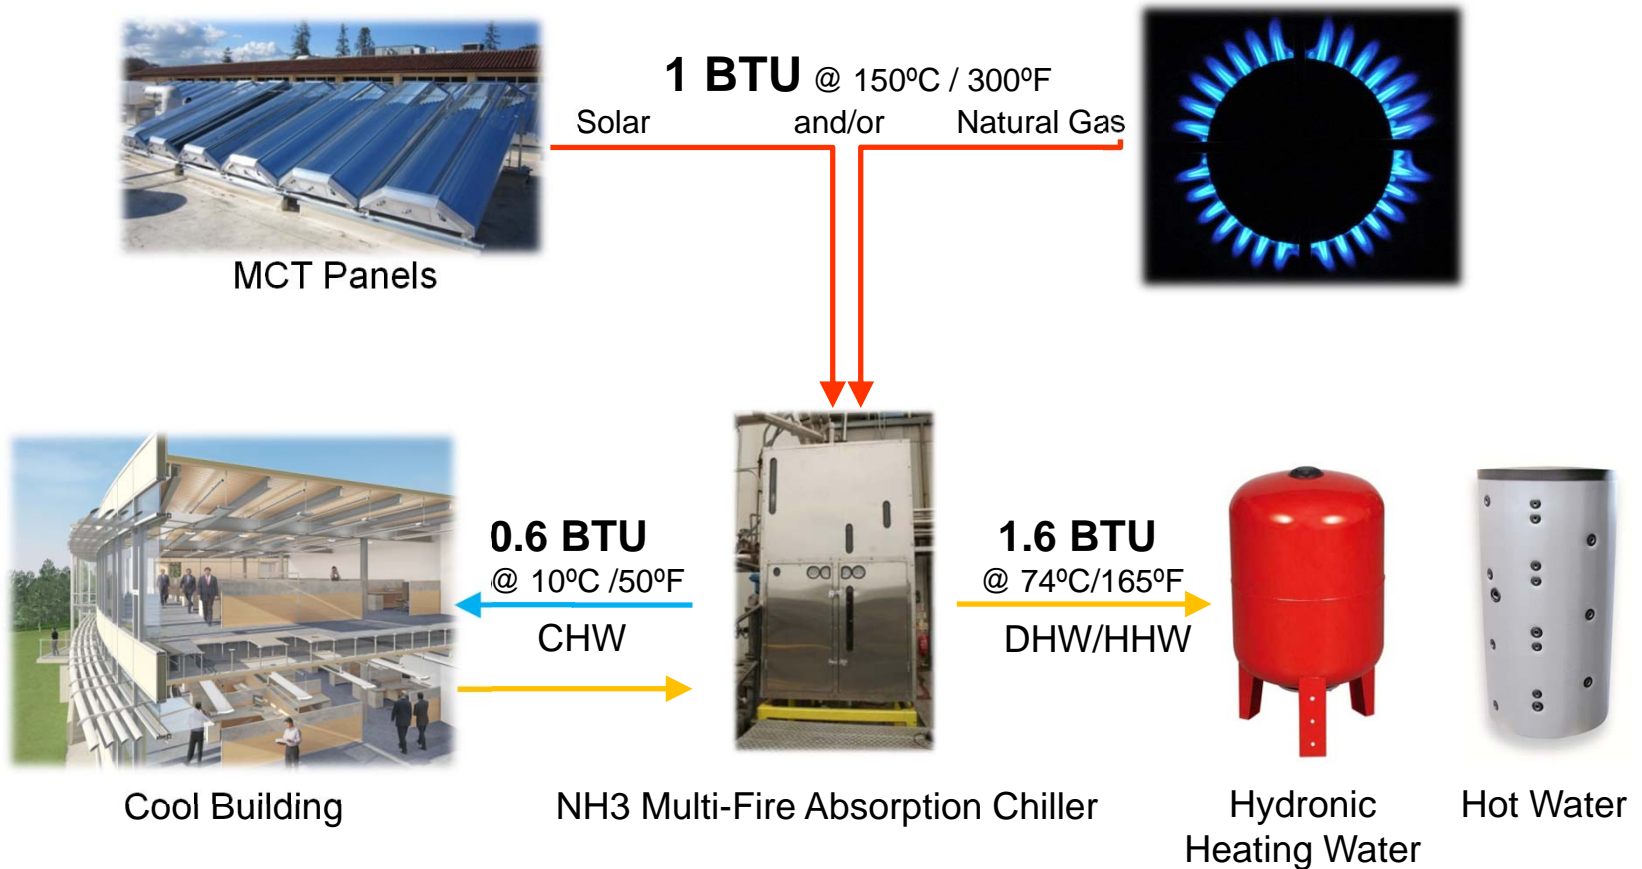 1 BTU @ 150ºC / 300ºF
Solar and/or Natural Gas
MCT Panels
0.6 BTU
@ 10ºC /50ºF
CHW
1.6 BTU
@ 74ºC/165ºF
DHW/HHW
Cool Building
NH3 Multi-Fire Absorption Chiller
Hydronic
Heating Water
Hot Water